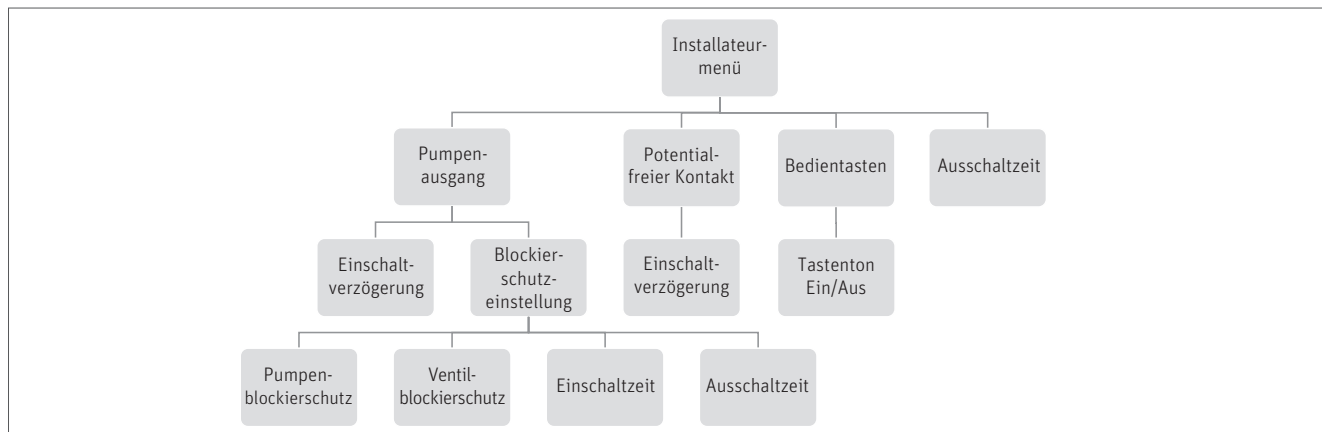 Installateur-
menü
Pumpen-
ausgang
Potential-
freier Kontakt
Bedientasten
Ausschaltzeit
Einschalt-
verzögerung
Blockier-
schutz-
einstellung
Einschalt-
verzögerung
Tastenton
Ein/Aus
Pumpen-
blockierschutz
Ventil-
blockierschutz
Einschaltzeit
Ausschaltzeit